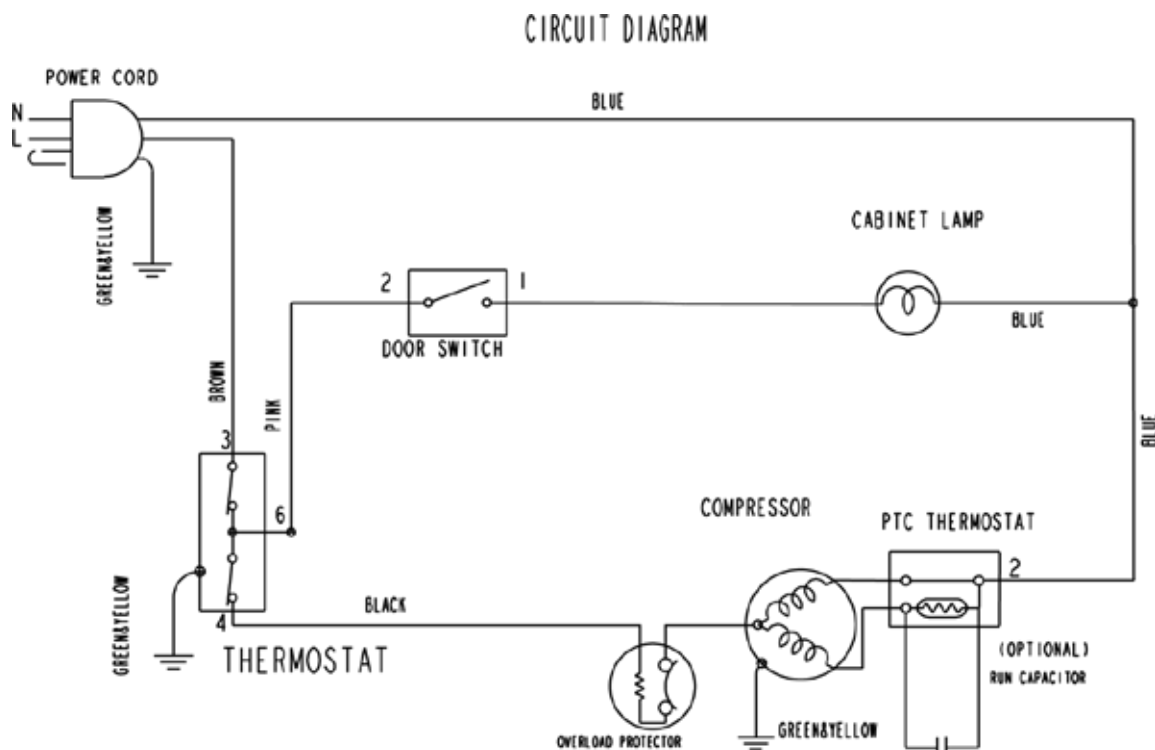 CIRCUIT DIAGRAM
POWER CORD
N
L
BLUE
GREEN&YELLOW
CABINET LAMP
2
1
DOOR SWITCH
BLUE
BROWN
PINK
BLUE
3
6
COMPRESSOR
PTC THERMOSTAT
2
GREEN&YELLOW
4
BLACK
THERMOSTAT
(OPTIONAL)
RUN CAPACITOR
GREEN&YELLOW
OVERLOAD PROTECTOR